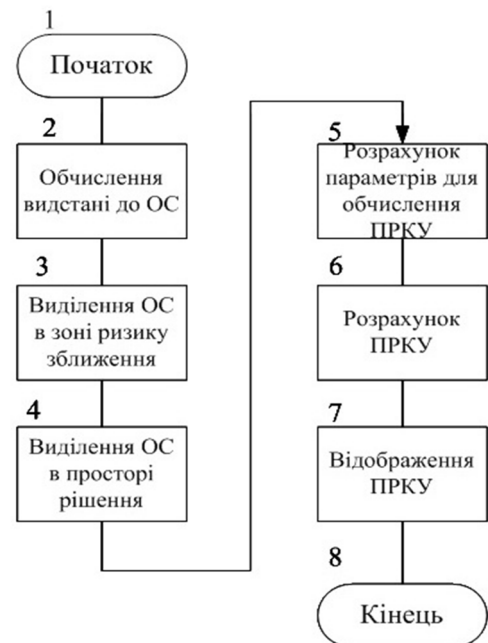 1
Початок
2
Обчислення
видстані до ОС
3
Виділення ОС
в зоні ризику
зближення
4
Виділення ОС
в просторі
рішення
5
Розрахунок
параметрів для
обчислення
ПРКУ
6
Розрахунок
ПРКУ
7
Відображення
ПРКУ
8
Кінець